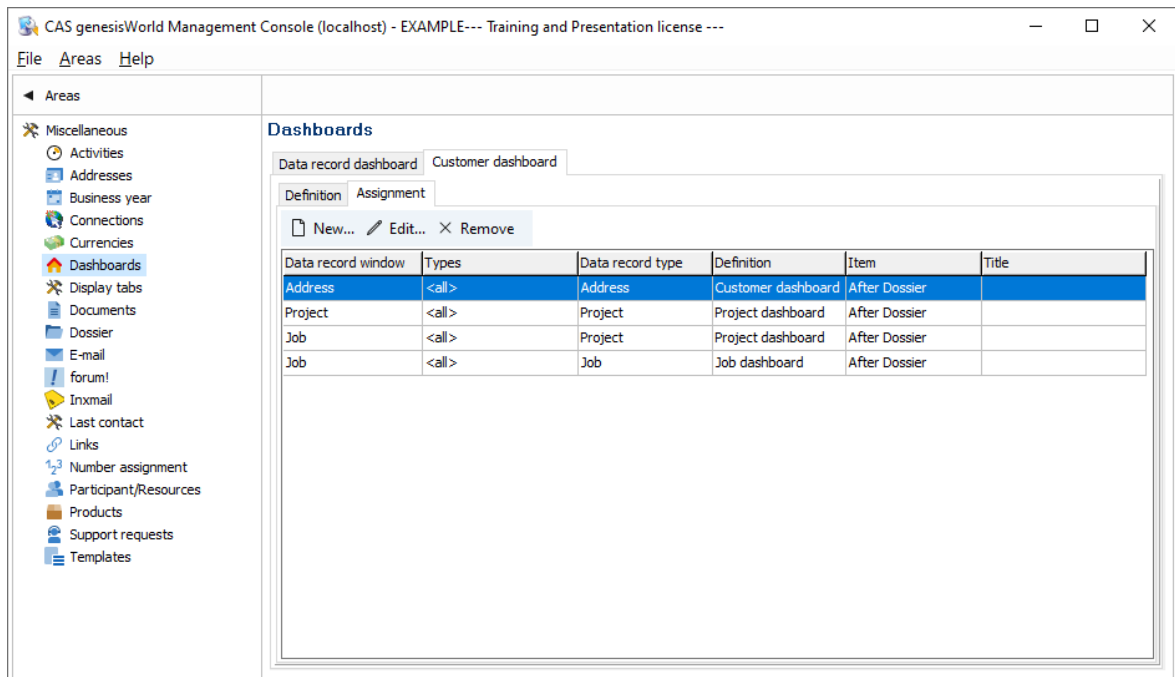 CAS genesisWorld Management Console (localhost) - EXAMPLE--- Training and Presentation license ---
File Areas Help
Areas
Miscellaneous
Activities
Addresses
Business year
Connections
Currencies
Dashboards
Display tabs
Documents
Dossier
E-mail
forum!
Inxmail
Last contact
Links
Number assignment
Participant/Resources
Products
Support requests
Templates
Dashboards
Data record dashboard Customer dashboard
Definition Assignment
New... Edit... Remove
Data record window Types Data record type Definition Item Title
Address <all> Address Customer dashboard After Dossier
Project <all> Project Project dashboard After Dossier
Job <all> Project Project dashboard After Dossier
Job <all> Job Job dashboard After Dossier